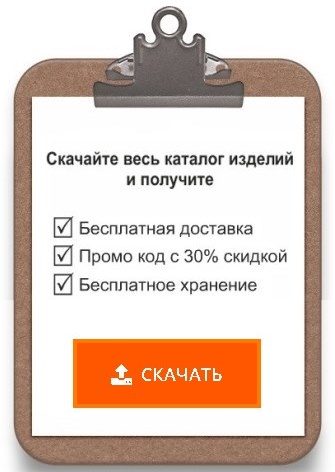 Скачайте весь каталог изделий
и получите
Бесплатная доставка
Промо код с 30% скидкой
Бесплатное хранение
СКАЧАТЬ